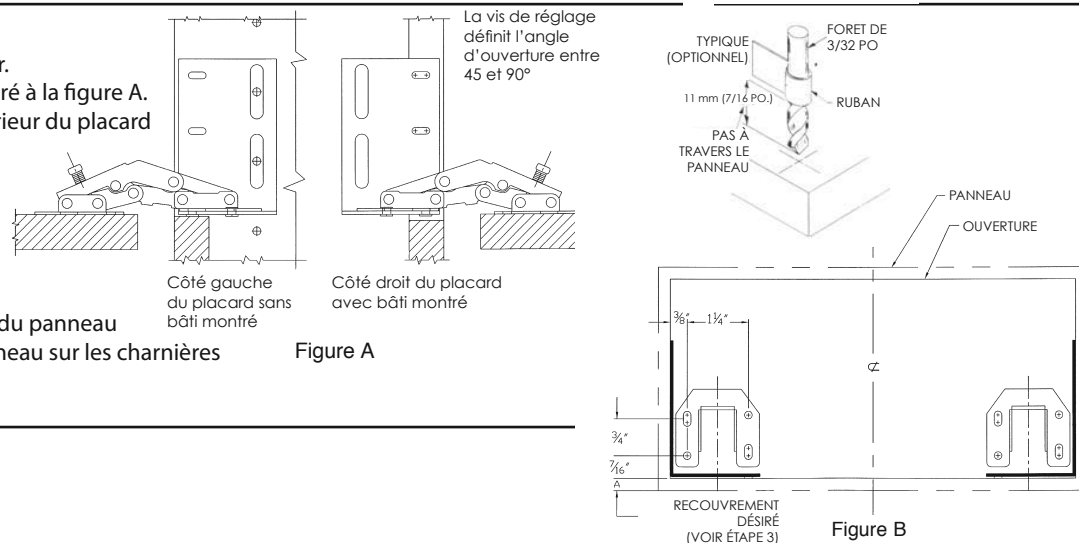 r.
ré à la figure A.
rieur du placard
du panneau
neau sur les charnières
La vis de réglage
définit l'angle
d'ouverture entre
45 et 90°
Côté gauche
du placard sans
bâti montré
Côté droit du placard
avec bâti montré
Figure A
TYPIQUE
(OPTIONNEL)
FORET DE
3/32 PO
11 mm (7/16 PO.)
RUBAN
PAS À
TRAVERS LE
PANNEAU
PANNEAU
OUVERTURE
3/8" 1 1/4"
3/4"
7/16"
A
RECOUVREMENT
DÉSIRÉ
(VOIR ÉTAPE 3)
Figure B